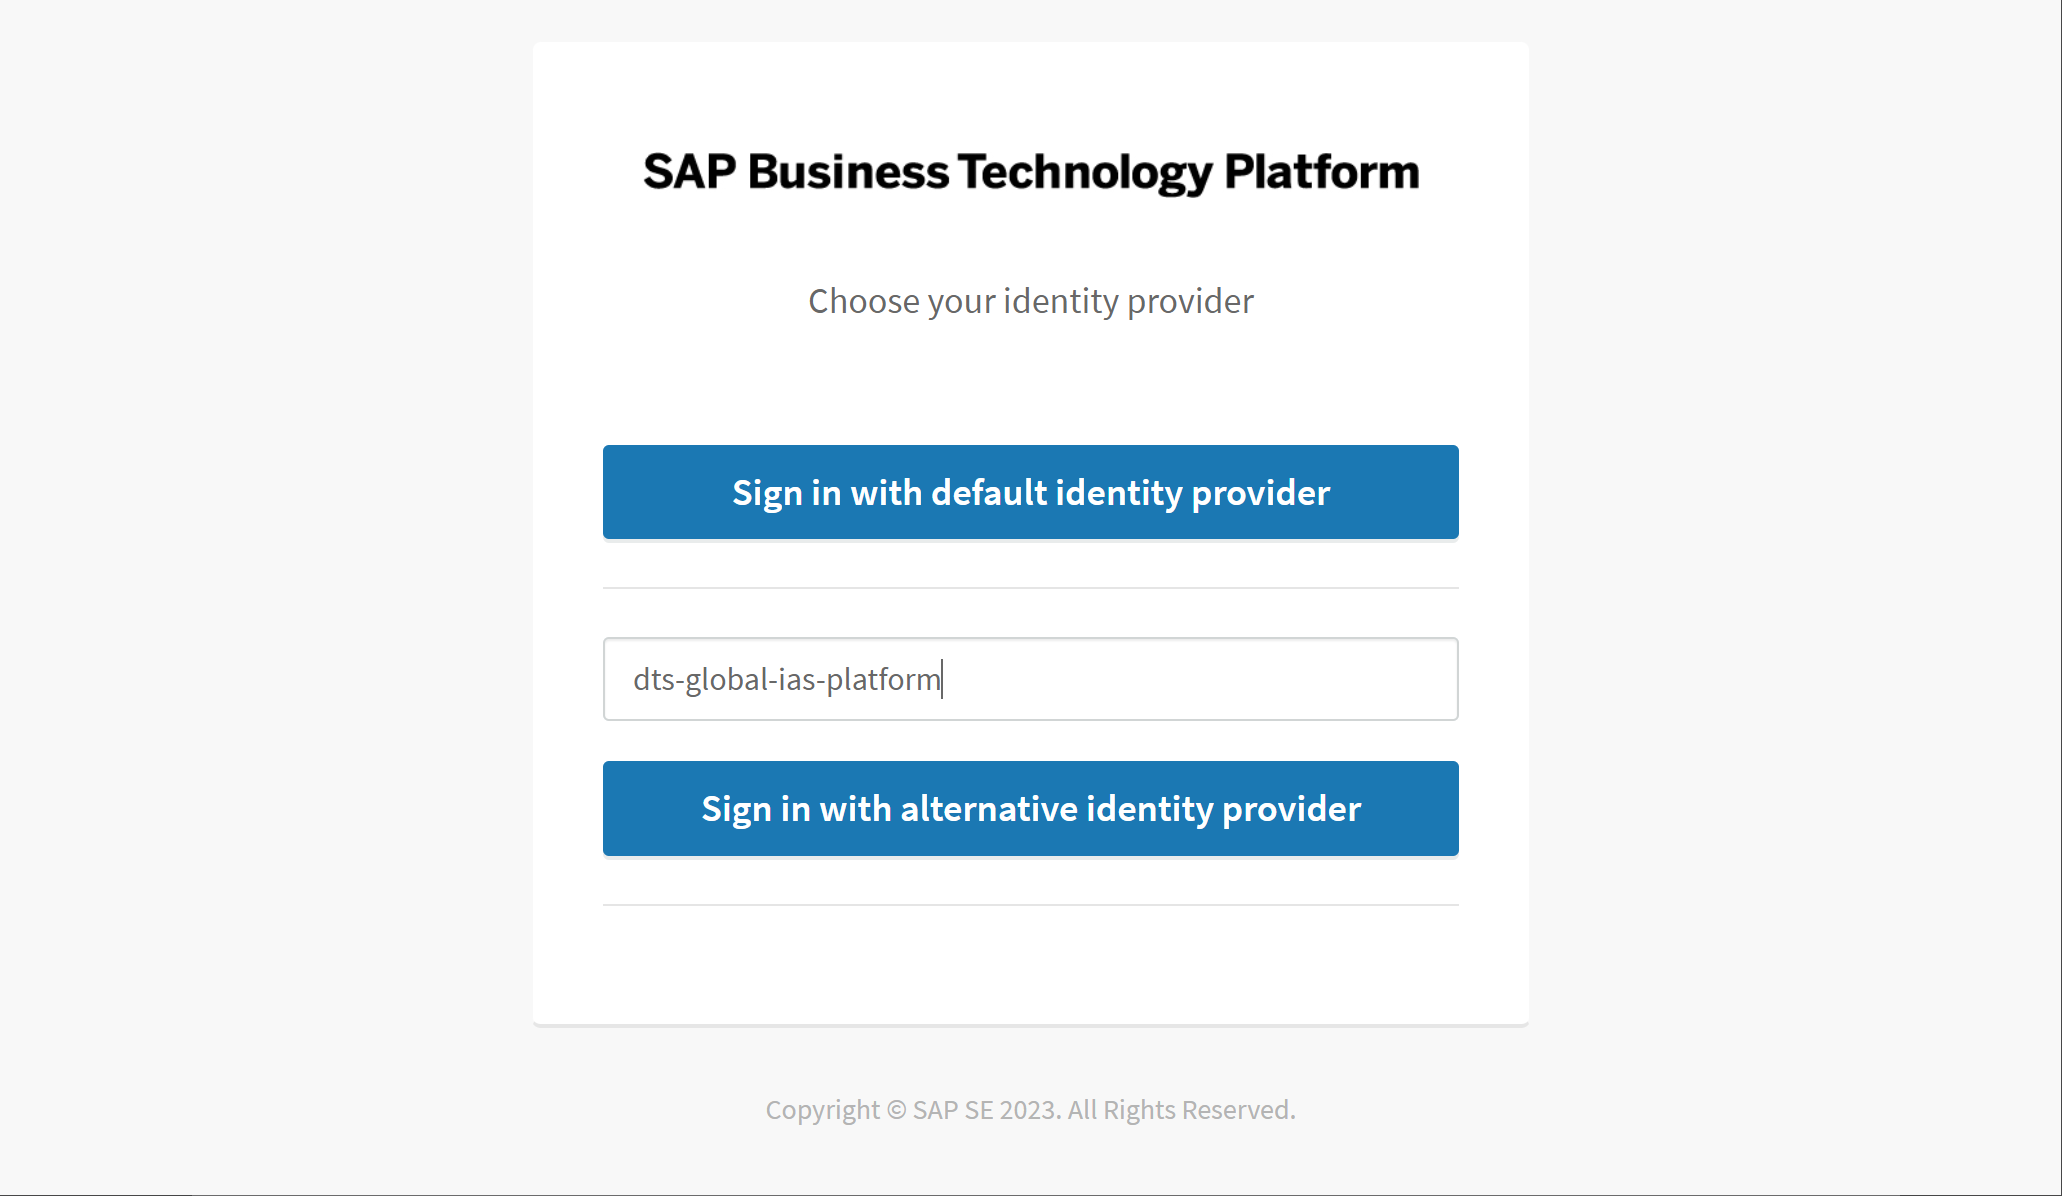 SAP Business Technology Platform
Choose your identity provider
Sign in with default identity provider
dts-global-ias-platform
Sign in with alternative identity provider
Copyright © SAP SE 2023. All Rights Reserved.